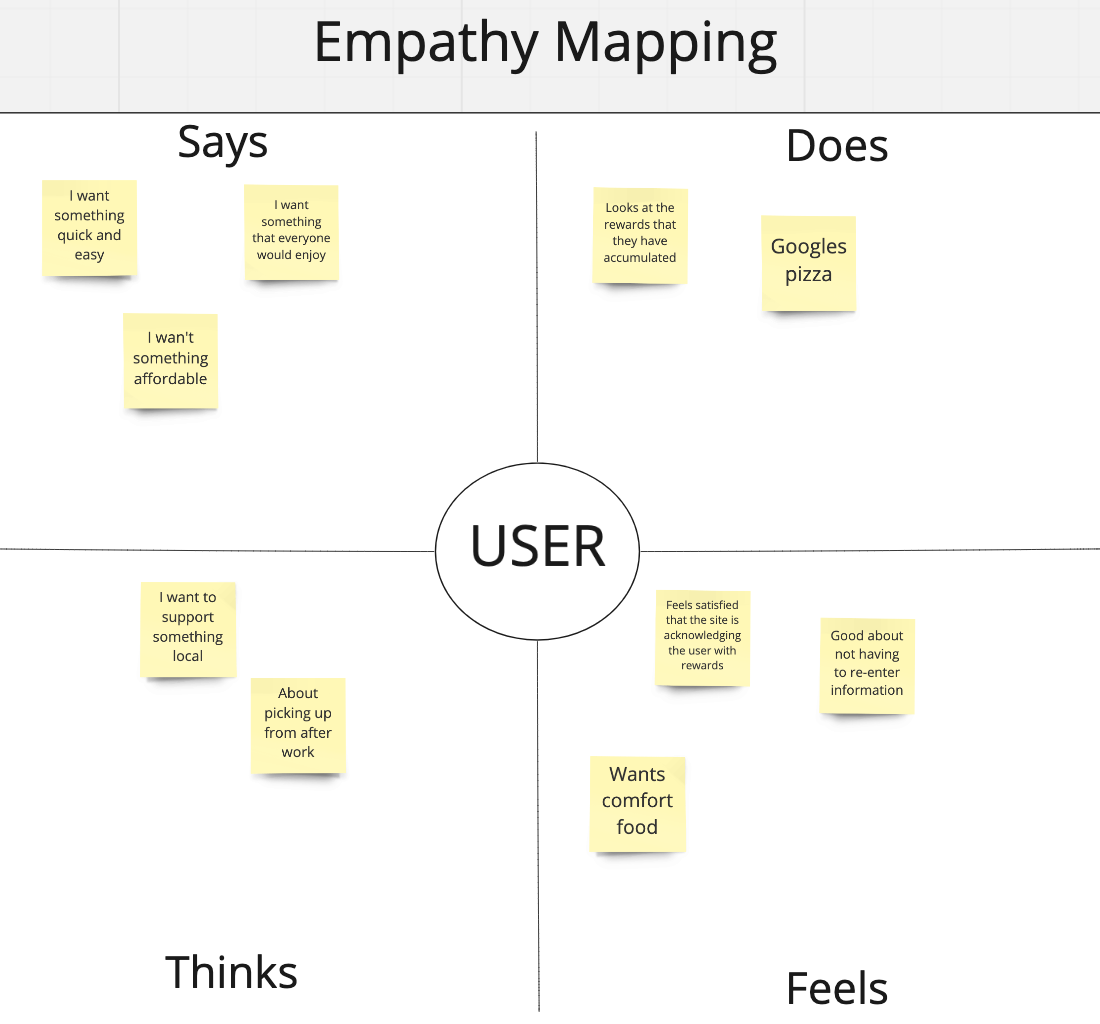 Empathy Mapping
Says
I want
something
quick and
easy
I want
something
that everyone
would enjoy
I wan't
something
affordable
Does
Looks at the
rewards that
they have
accumulated
Googles
pizza
USER
I want to
support
something
local
About
picking up
from after
work
Thinks
Feels satisfied
that the site is
acknowledging
the user with
rewards
Good about
not having
to re-enter
information
Wants
comfort
food
Feels